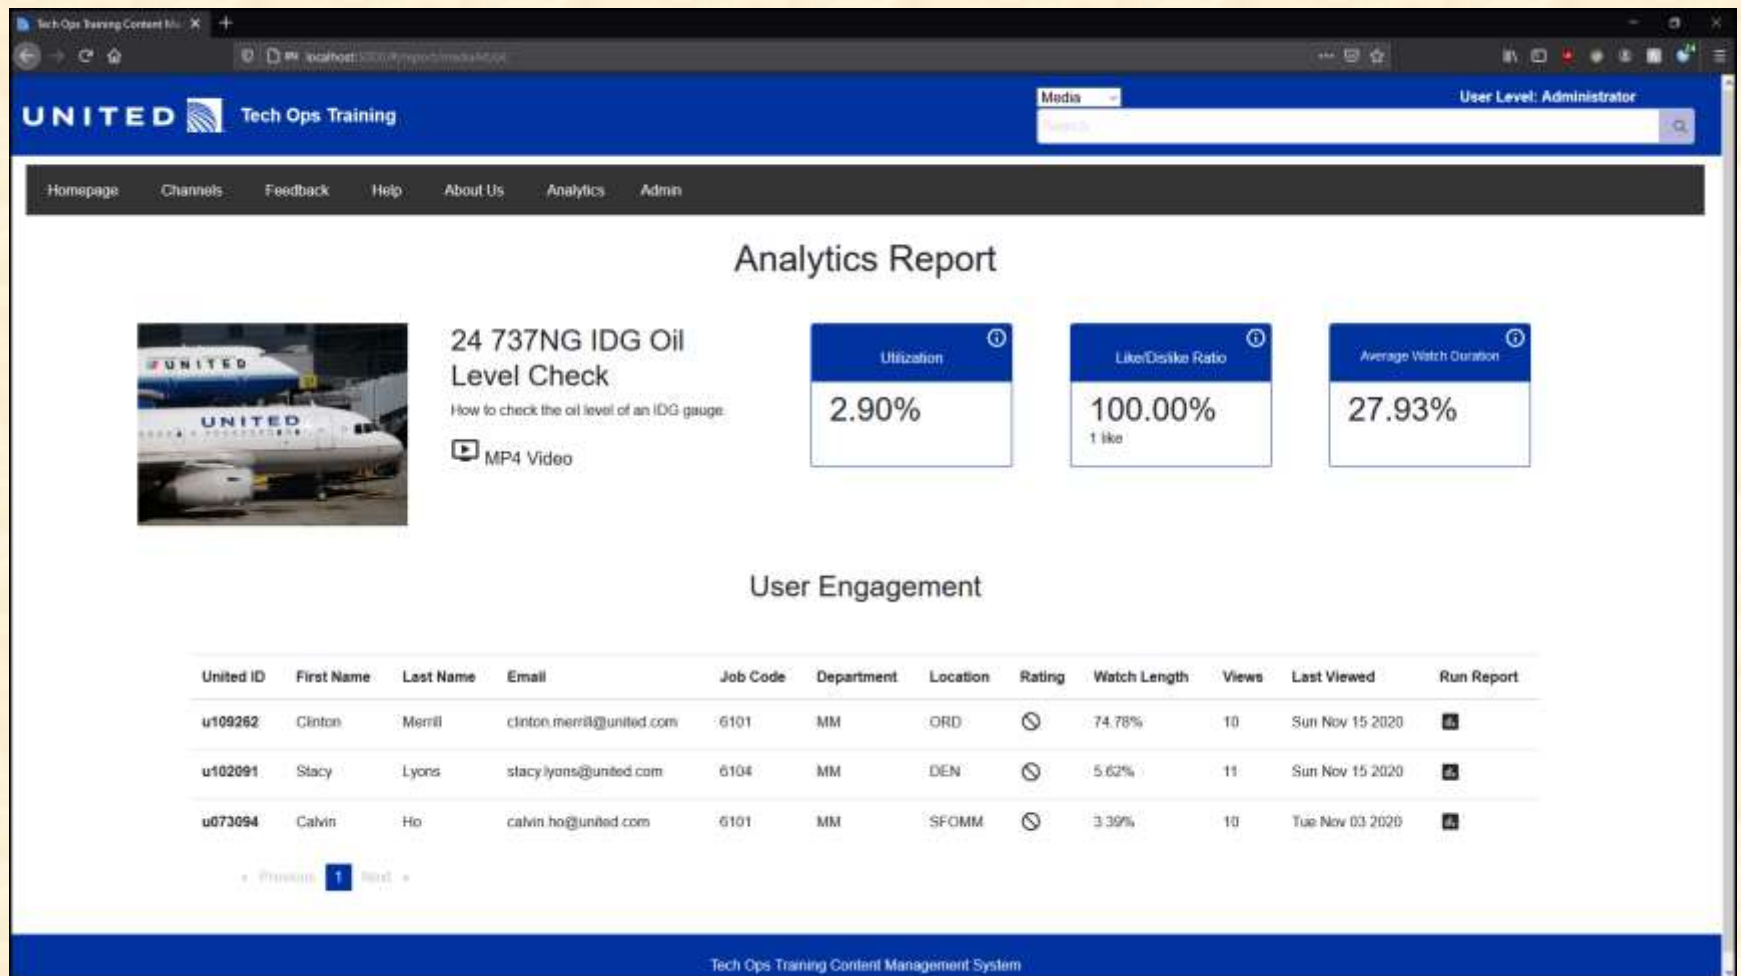 Tech Ops Training Content
localhost
UNITED Tech Ops Training
Media
User Level: Administrator
Search
Homepage Channels Feedback Help About Us Analytics Admin
Analytics Report
UNITED
UNITED
24 737NG IDG Oil
Level Check
How to check the oil level of an IDG gauge.
MP4 Video
Utilization
2.90%
Like/Dislike Ratio
100.00%
1 like
Average Watch Duration
27.93%
User Engagement
United ID First Name Last Name Email Job Code Department Location Rating Watch Length Views Last Viewed Run Report
u109262 Clinton Merrill clinton.merrill@united.com 6101 MM ORD 74.78% 10 Sun Nov 15 2020
u102091 Stacy Lyons stacy.lyons@united.com 6104 MM DEN 5.62% 11 Sun Nov 15 2020
u073094 Calvin Ho calvin.ho@united.com 6101 MM SFOMM 3.39% 10 Tue Nov 03 2020
« Previous 1 Next »
Tech Ops Training Content Management System